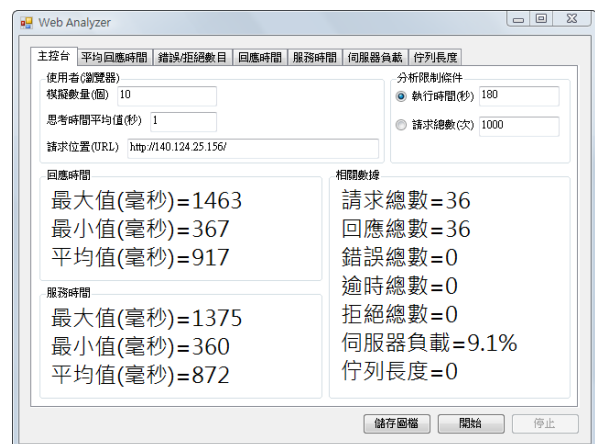 Web Analyzer
主控台 平均回應時間 錯誤/拒絕數目 回應時間 服務時間 伺服器負載 佇列長度
使用者(瀏覽器)
模擬數量(個) 10
思考時間平均值(秒) 1
請求位置(URL) http://140.124.25.156/
分析限制條件
執行時間(秒) 180
請求總數(次) 1000
回應時間
最大值(毫秒)=1463
最小值(毫秒)=367
平均值(毫秒)=917
服務時間
最大值(毫秒)=1375
最小值(毫秒)=360
平均值(毫秒)=872
相關數據
請求總數=36
回應總數=36
錯誤總數=0
逾時總數=0
拒絕總數=0
伺服器負載=9.1%
佇列長度=0
儲存圖檔 開始 停止